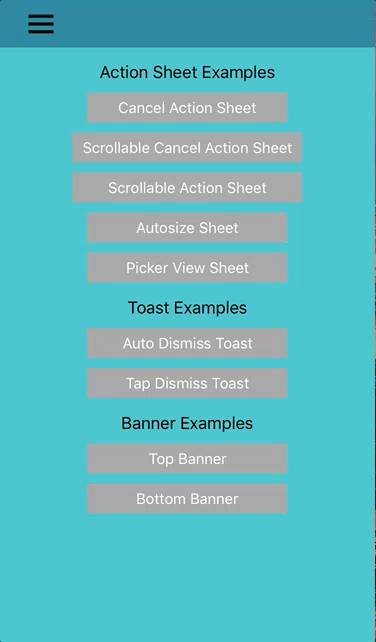 Action Sheet Examples
Cancel Action Sheet
Scrollable Cancel Action Sheet
Scrollable Action Sheet
Autosize Sheet
Picker View Sheet
Toast Examples
Auto Dismiss Toast
Tap Dismiss Toast
Banner Examples
Top Banner
Bottom Banner